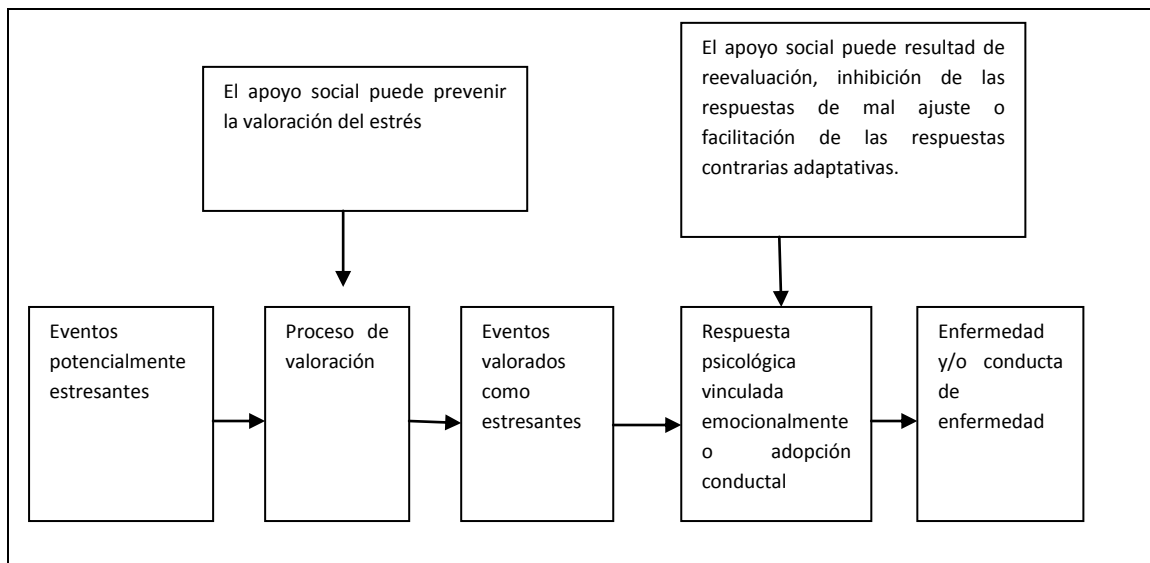 El apoyo social puede prevenir
la valoración del estrés
El apoyo social puede resultad de
reevaluación, inhibición de las
respuestas de mal ajuste o
facilitación de las respuestas
contrarias adaptativas.
Eventos
potencialmente
estresantes
Proceso de
valoración
Eventos
valorados
como
estresantes
Respuesta
psicológica
vinculada
emocionalmente
o adopción
conductal
Enfermedad
y/o conducta
de
enfermedad